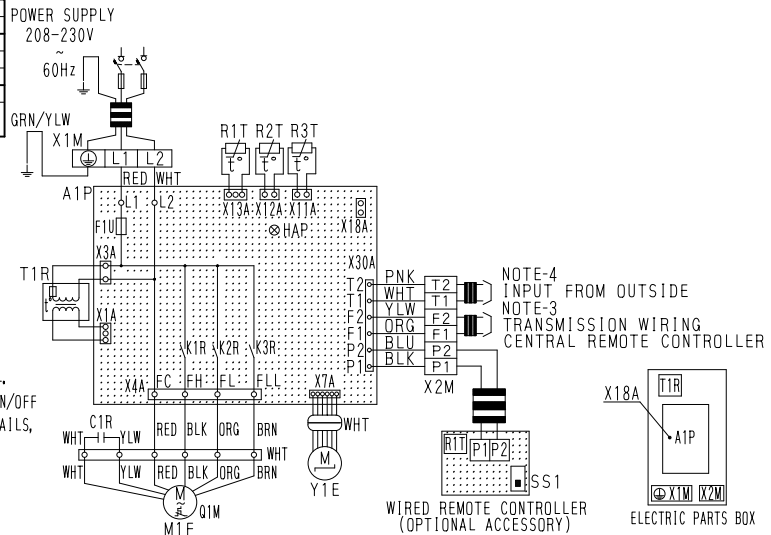 POWER SUPPLY
208-230V
~
60Hz
GRN/YLW
X1M
L1 L2
RED WHT
A1P
L1 L2
F1U
X3A
T1R
t°
X1A
R1T R2T R3T
t° t° t°
X13A X12A X11A
X18A
HAP
X30A
K1R K2R K3R
X4A FC FH FL FLL
X7A
T2 PNK T2
T1 WHT T1
F2 YLW F2
F1 ORG F1
P2 BLU P2
P1 BLK P1
X2M
NOTE-4
INPUT FROM OUTSIDE
NOTE-3
TRANSMISSION WIRING
CENTRAL REMOTE CONTROLLER
N/OFF
AILS,
C1R
WHT YLW RED BLK ORG BRN
WHT
WHT YLW RED BLK ORG BRN
M
~
Q1M
M1F
WHT
M
Y1E
R1T P1 P2
SS1
WIRED REMOTE CONTROLLER
(OPTIONAL ACCESSORY)
X18A
T1R
A1P
X1M X2M
ELECTRIC PARTS BOX